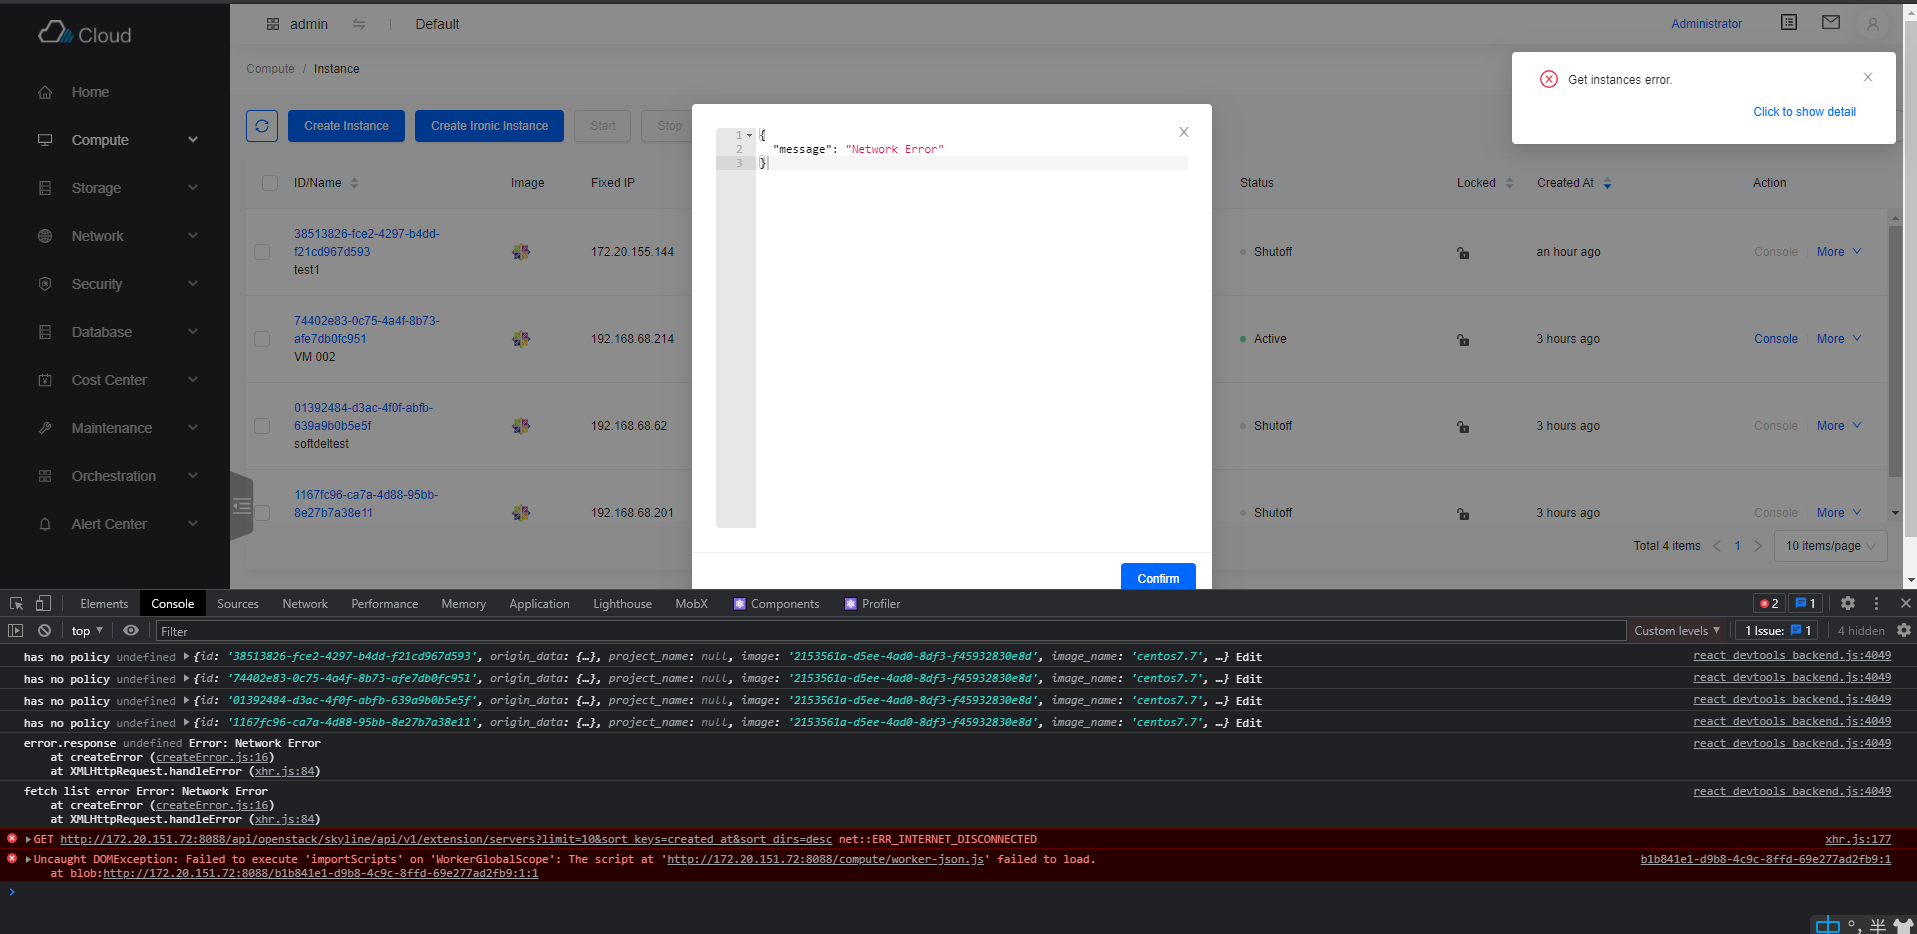 Cloud
admin
Default
Administrator
Home
Compute
Storage
Network
Security
Database
Cost Center
Maintenance
Orchestration
Alert Center
Compute / Instance
Get instances error.
Click to show detail
Create Instance
Create Ironic Instance
Start
Stop
1 {
2 "message": "Network Error"
3 }
Confirm
ID/Name
Image
Fixed IP
Status
Locked
Created At
Action
38513826-fce2-4297-b4dd-
f21cd967d593
test1
172.20.155.144
Shutoff
an hour ago
Console
More
74402e83-0c75-4a4f-8b73-
afe7db0fc951
VM 002
192.168.68.214
Active
3 hours ago
Console
More
01392484-d3ac-4f0f-abfb-
639a9b0b5e5f
softdeltest
192.168.68.62
Shutoff
3 hours ago
Console
More
1167fc96-ca7a-4d88-95bb-
8e27b7a38e11
192.168.68.201
Shutoff
3 hours ago
Console
More
Total 4 items
1
10 items/page
Elements
Console
Sources
Network
Performance
Memory
Application
Lighthouse
MobX
Components
Profiler
2
1
top
Filter
Custom levels
1 Issue: 1
4 hidden
has no policy undefined {id: '38513826-fce2-4297-b4dd-f21cd967d593', origin_data: {…}, project_name: null, image: '2153561a-d5ee-4ad0-8df3-f45932830e8d', image_name: 'centos7.7', …} Edit react_devtools_backend.js:4049
has no policy undefined {id: '74402e83-0c75-4a4f-8b73-afe7db0fc951', origin_data: {…}, project_name: null, image: '2153561a-d5ee-4ad0-8df3-f45932830e8d', image_name: 'centos7.7', …} Edit react_devtools_backend.js:4049
has no policy undefined {id: '01392484-d3ac-4f0f-abfb-639a9b0b5e5f', origin_data: {…}, project_name: null, image: '2153561a-d5ee-4ad0-8df3-f45932830e8d', image_name: 'centos7.7', …} Edit react_devtools_backend.js:4049
has no policy undefined {id: '1167fc96-ca7a-4d88-95bb-8e27b7a38e11', origin_data: {…}, project_name: null, image: '2153561a-d5ee-4ad0-8df3-f45932830e8d', image_name: 'centos7.7', …} Edit react_devtools_backend.js:4049
error.response undefined Error: Network Error react_devtools_backend.js:4049
at createError (createError.js:16)
at XMLHttpRequest.handleError (xhr.js:84)
fetch list error Error: Network Error react_devtools_backend.js:4049
at createError (createError.js:16)
at XMLHttpRequest.handleError (xhr.js:84)
GET http://172.20.151.72:8088/api/openstack/skyline/api/v1/extension/servers?limit=10&sort_keys=created_at&sort_dirs=desc net::ERR_INTERNET_DISCONNECTED xhr.js:177
Uncaught DOMException: Failed to execute 'importScripts' on 'WorkerGlobalScope': The script at 'http://172.20.151.72:8088/compute/worker-json.js' failed to load. b1b841e1-d9b8-4c9c-8ffd-69e277ad2fb9:1
at blob:http://172.20.151.72:8088/b1b841e1-d9b8-4c9c-8ffd-69e277ad2fb9:1:1
中 °, 半